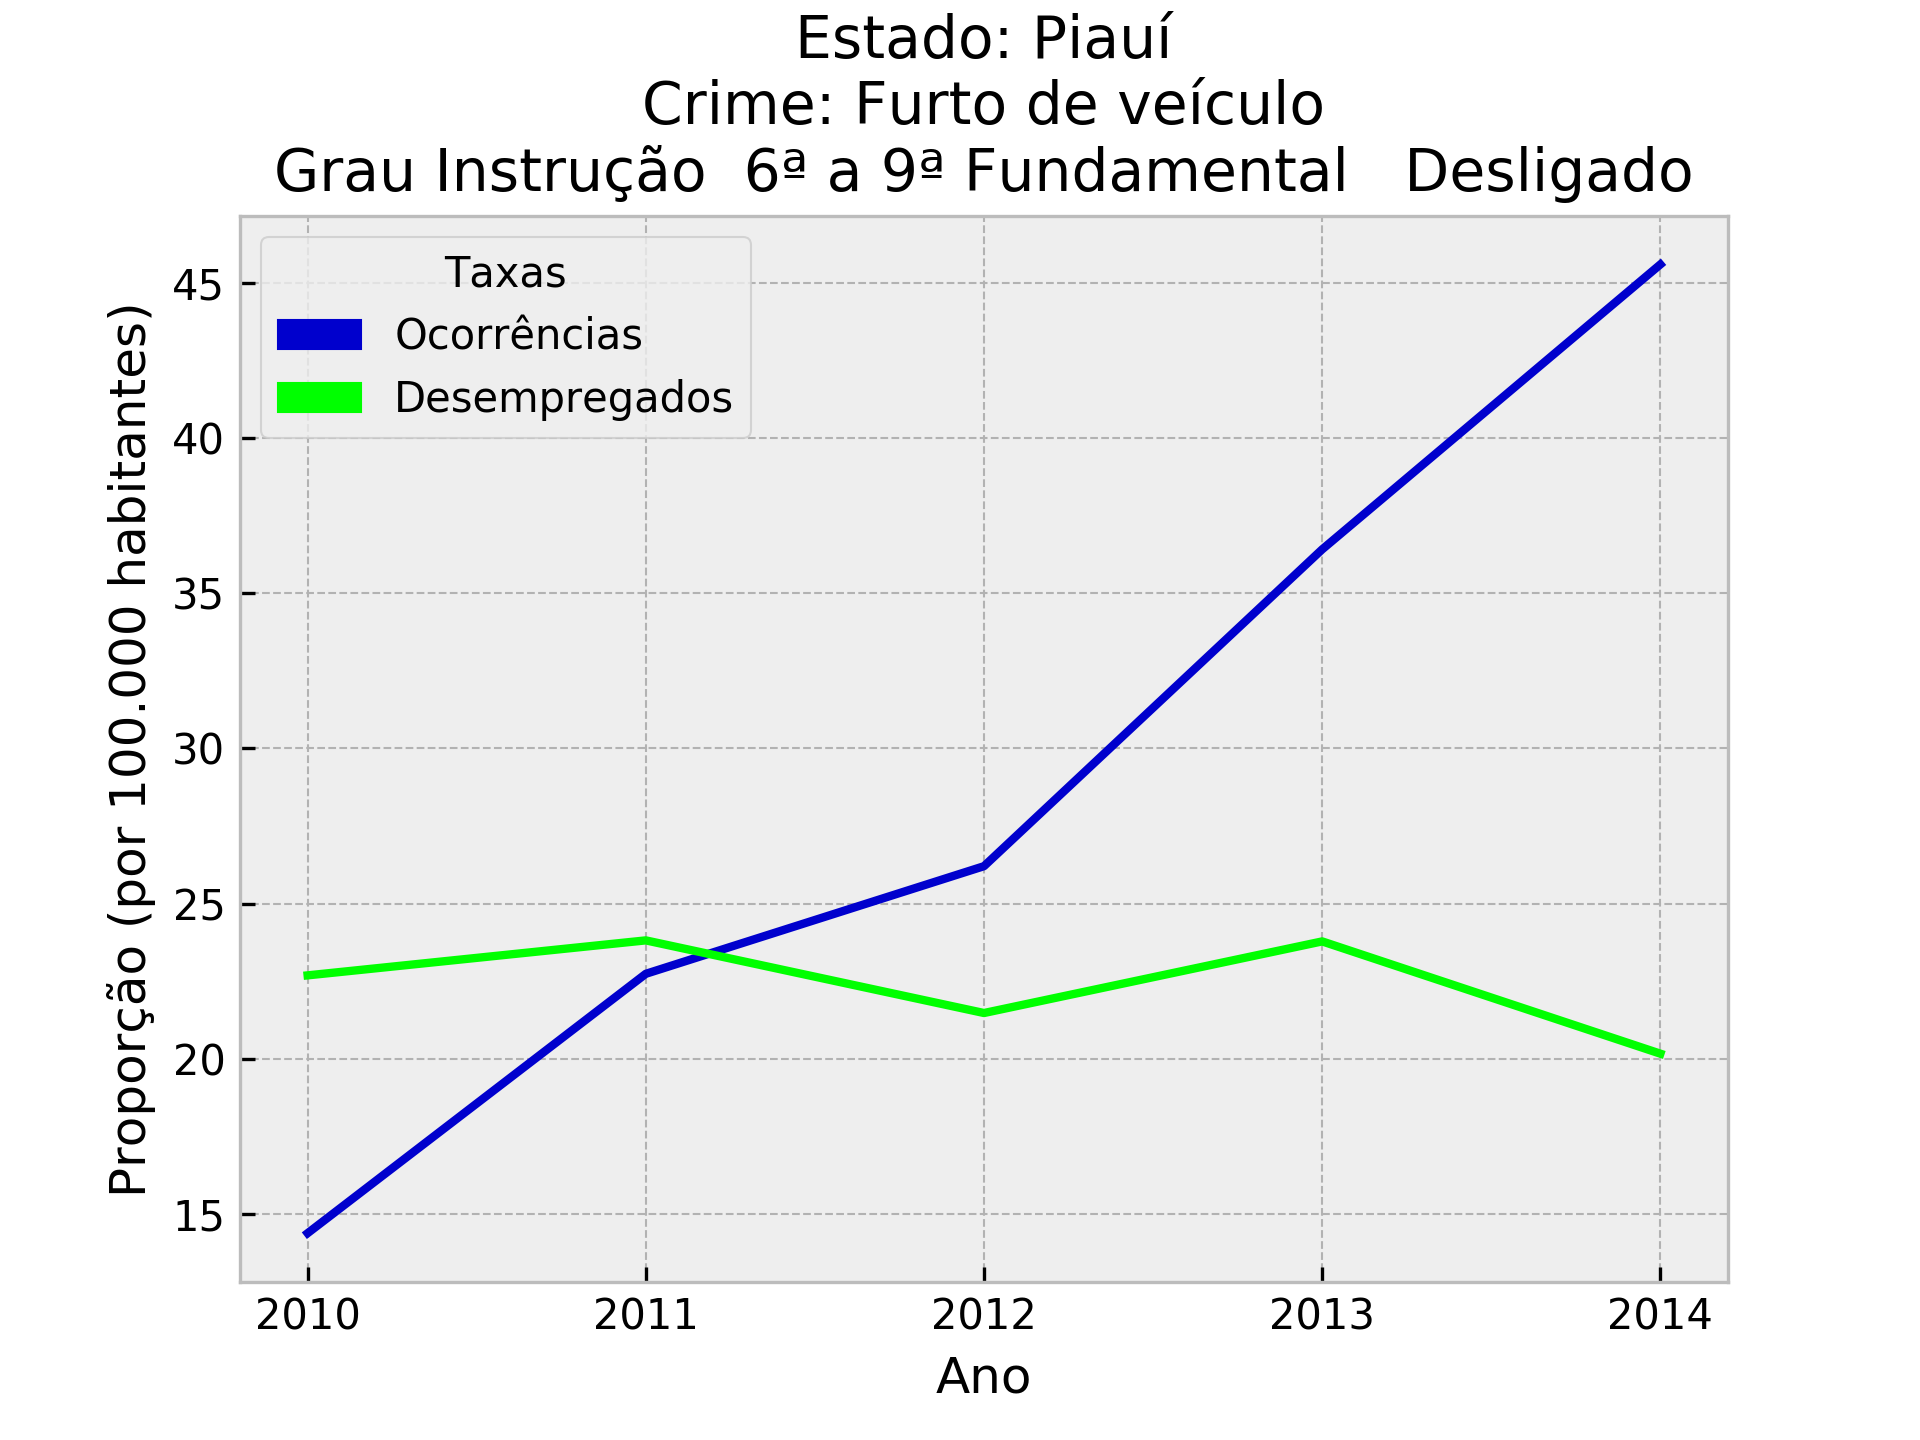 Estado: Piauí
Crime: Furto de veículo
Grau Instrução  6ª a 9ª Fundamental   Desligado
Taxas
Ocorrências
Desempregados
Proporção (por 100.000 habitantes)
45
40
35
30
25
20
15
2010
2011
2012
2013
2014
Ano